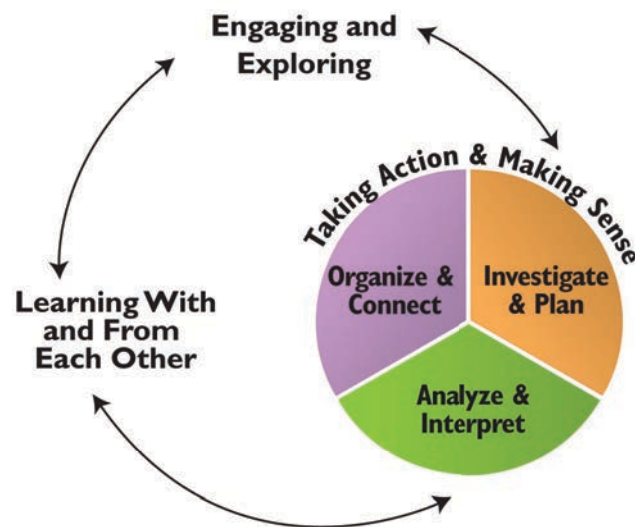 Engaging and
Exploring
Taking Action & Making Sense
Organize &
Connect
Investigate
& Plan
Analyze &
Interpret
Learning With
and From
Each Other